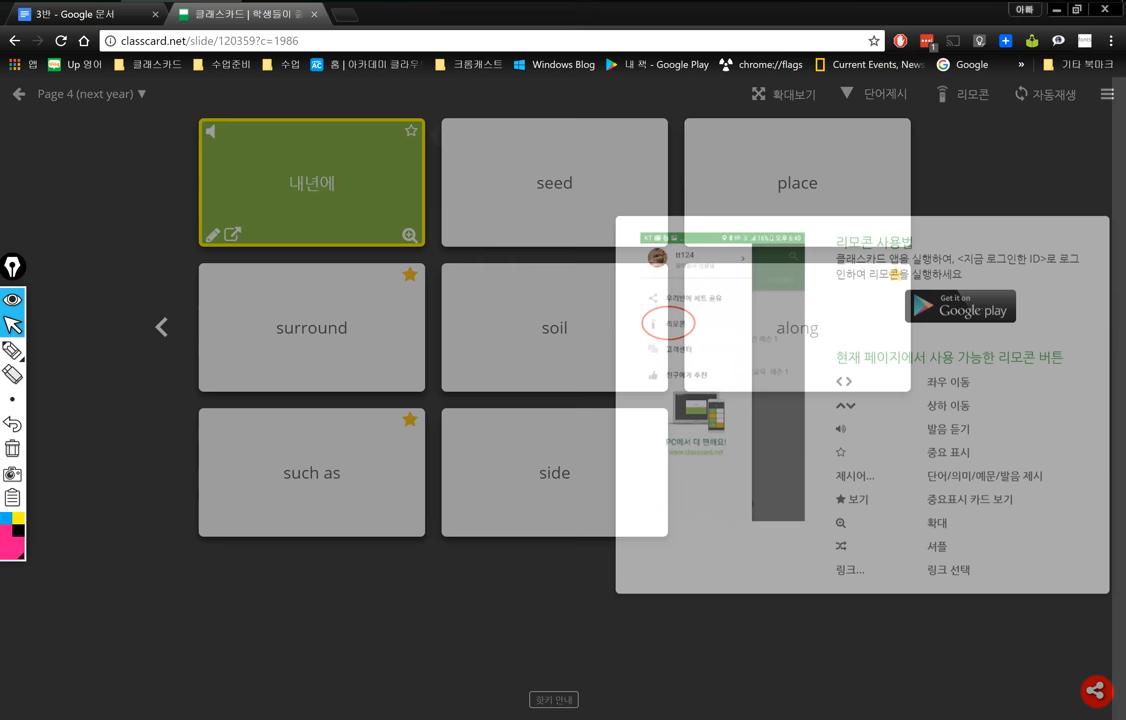 3반 - Google 문서
클래스카드 | 학생들이 줄
아빠
classcard.net/slide/120359?c=1986
앱
Up 영어
클래스카드
수업준비
수업
홈 | 아카데미 클라우
크롬캐스트
Windows Blog
내 책 - Google Play
chrome://flags
Current Events, News
Google
»
기타 북마크
Page 4 (next year) ▼
확대보기
단어제시
리모콘
자동재생
내년에
seed
place
surround
soil
along
such as
side
tt124
우리반에 세트 공유
리모콘
고객센터
친구에게 추천
PC에서 더 편해요!
www.classcard.net
리모콘 사용법
클래스카드 앱을 실행하여, <지금 로그인한 ID>로 로그
인하여 리모콘을 실행하세요
Get it on
Google play
현재 페이지에서 사용 가능한 리모콘 버튼
좌우 이동
상하 이동
발음 듣기
중요 표시
제시어... 단어/의미/예문/발음 제시
★ 보기 중요표시 카드 보기
확대
셔플
링크... 링크 선택
핫키 안내